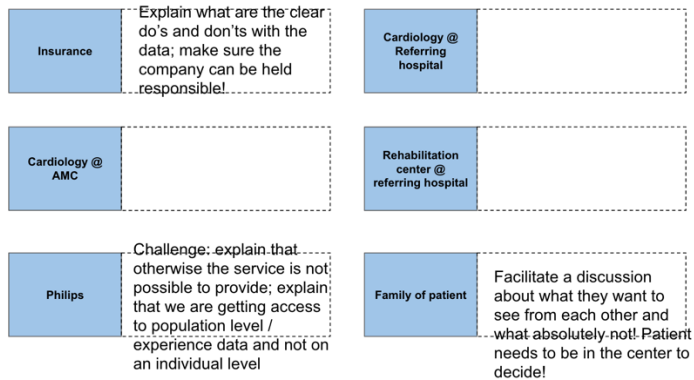 Insurance
Explain what are the clear
do’s and don’ts with the
data; make sure the
company can be held
responsible!
Cardiology @
Referring
hospital
Cardiology @
AMC
Rehabilitation
center @
referring hospital
Philips
Challenge: explain that
otherwise the service is not
possible to provide; explain
that we are getting access
to population level /
experience data and not on
an individual level
Family of patient
Facilitate a discussion
about what they want to
see from each other and
what absolutely not! Patient
needs to be in the center to
decide!